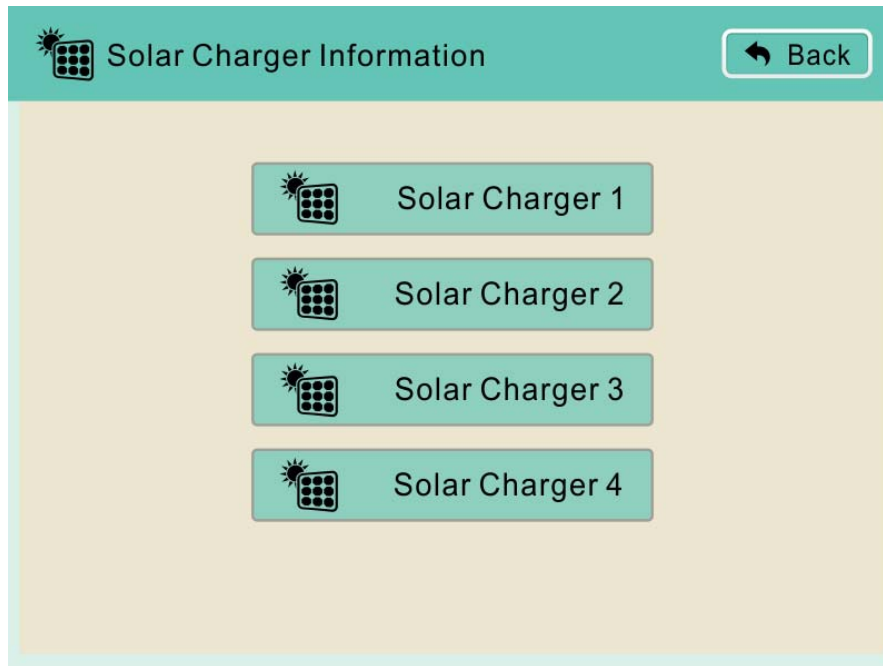 Solar Charger Information
Back
Solar Charger 1
Solar Charger 2
Solar Charger 3
Solar Charger 4